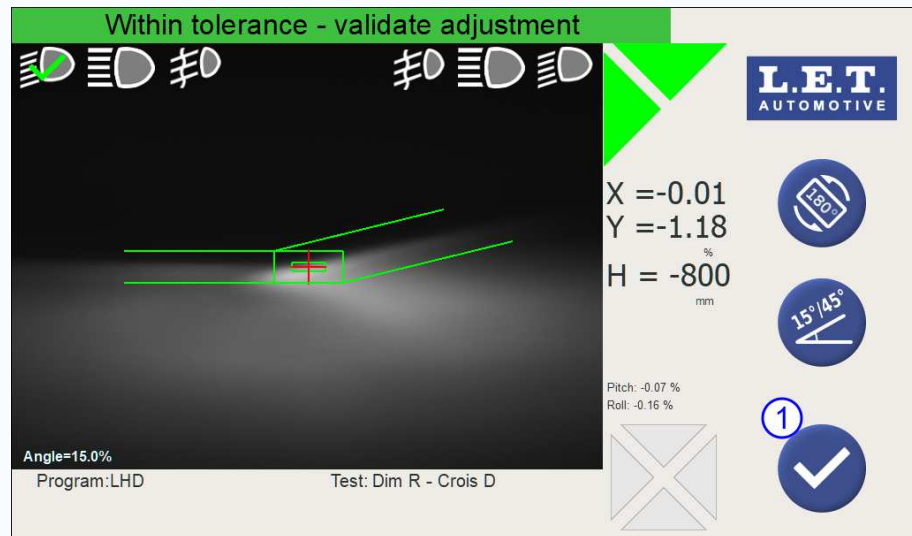 Within tolerance - validate adjustment
L.E.T.
AUTOMOTIVE
180°
X =-0.01
Y =-1.18
%
H = -800
mm
15°/45°
Pitch: -0.07 %
Roll: -0.16 %
1
Angle=15.0%
Program:LHD
Test: Dim R - Crois D